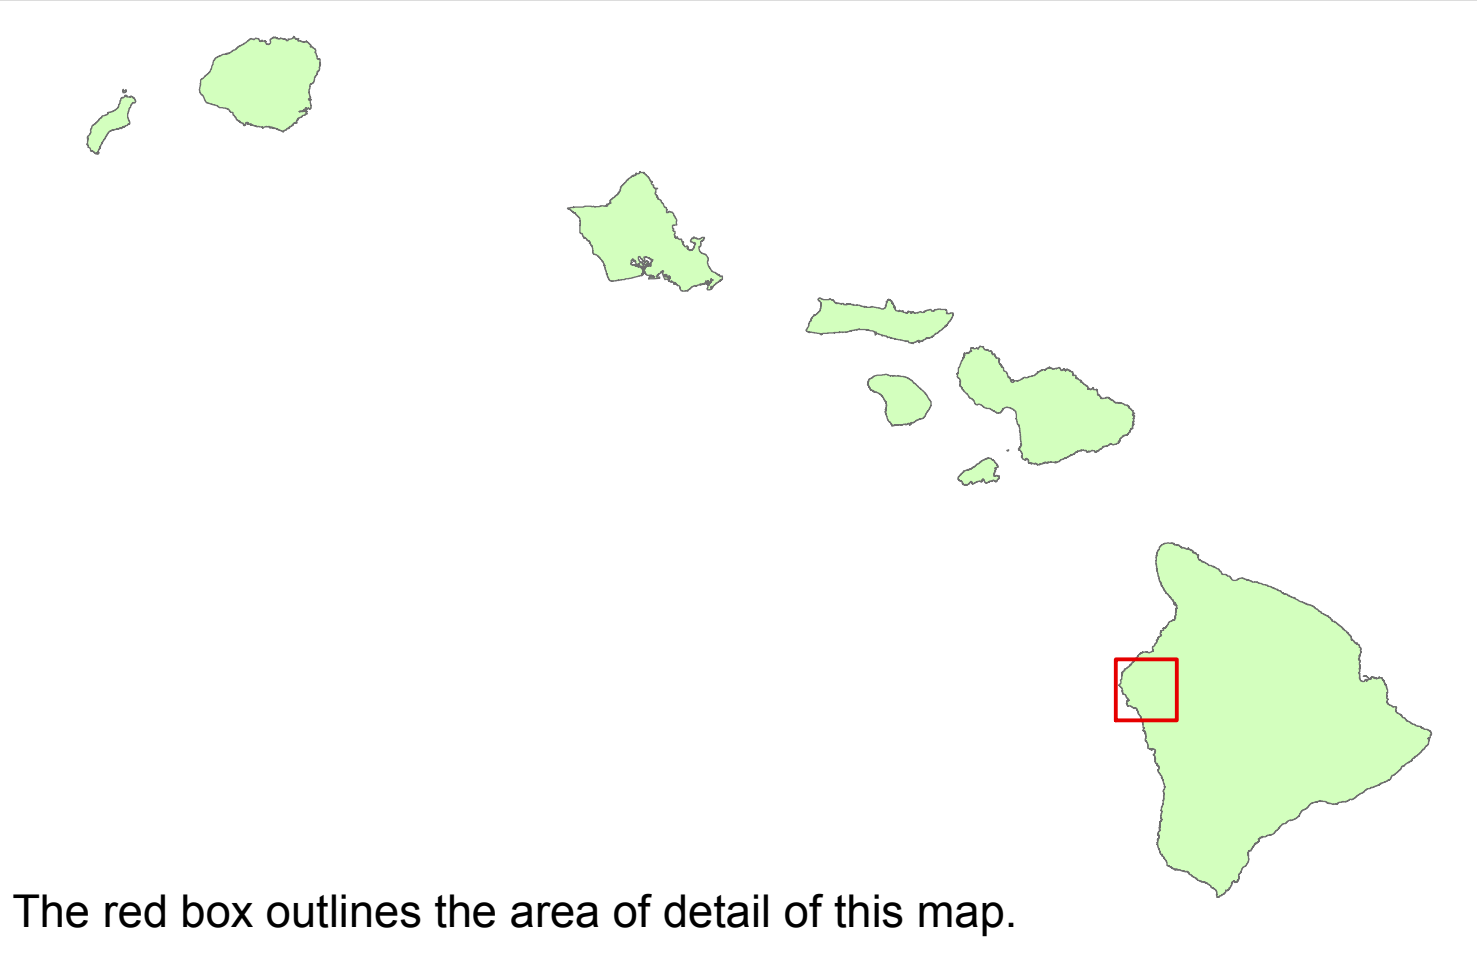 The red box outlines the area of detail of this map.